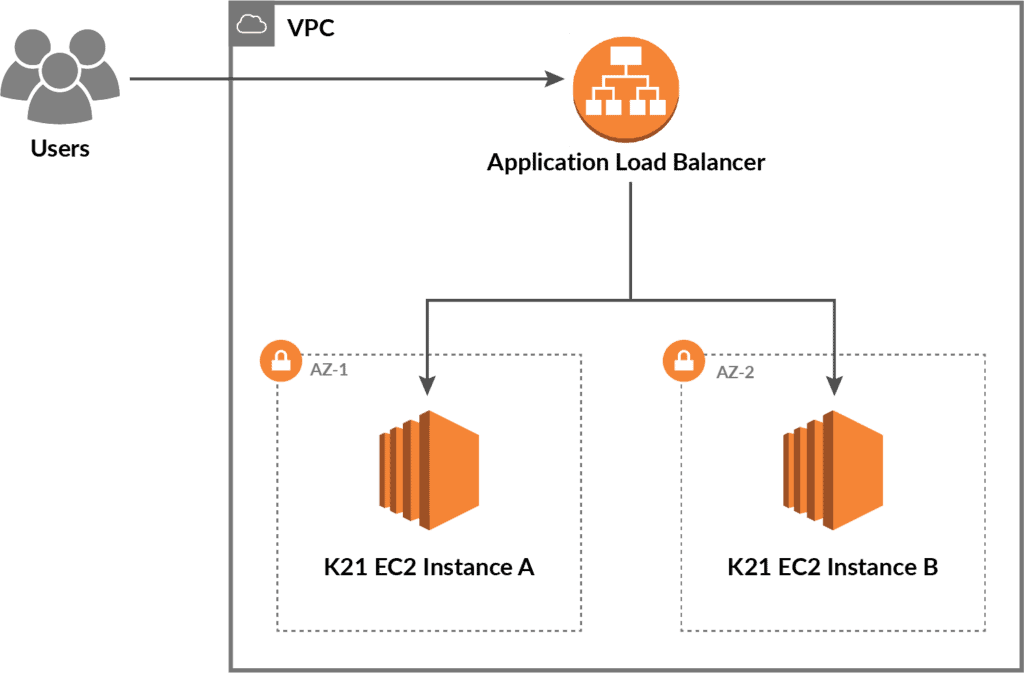 VPC
Users
Application Load Balancer
AZ-1
AZ-2
K21 EC2 Instance A
K21 EC2 Instance B